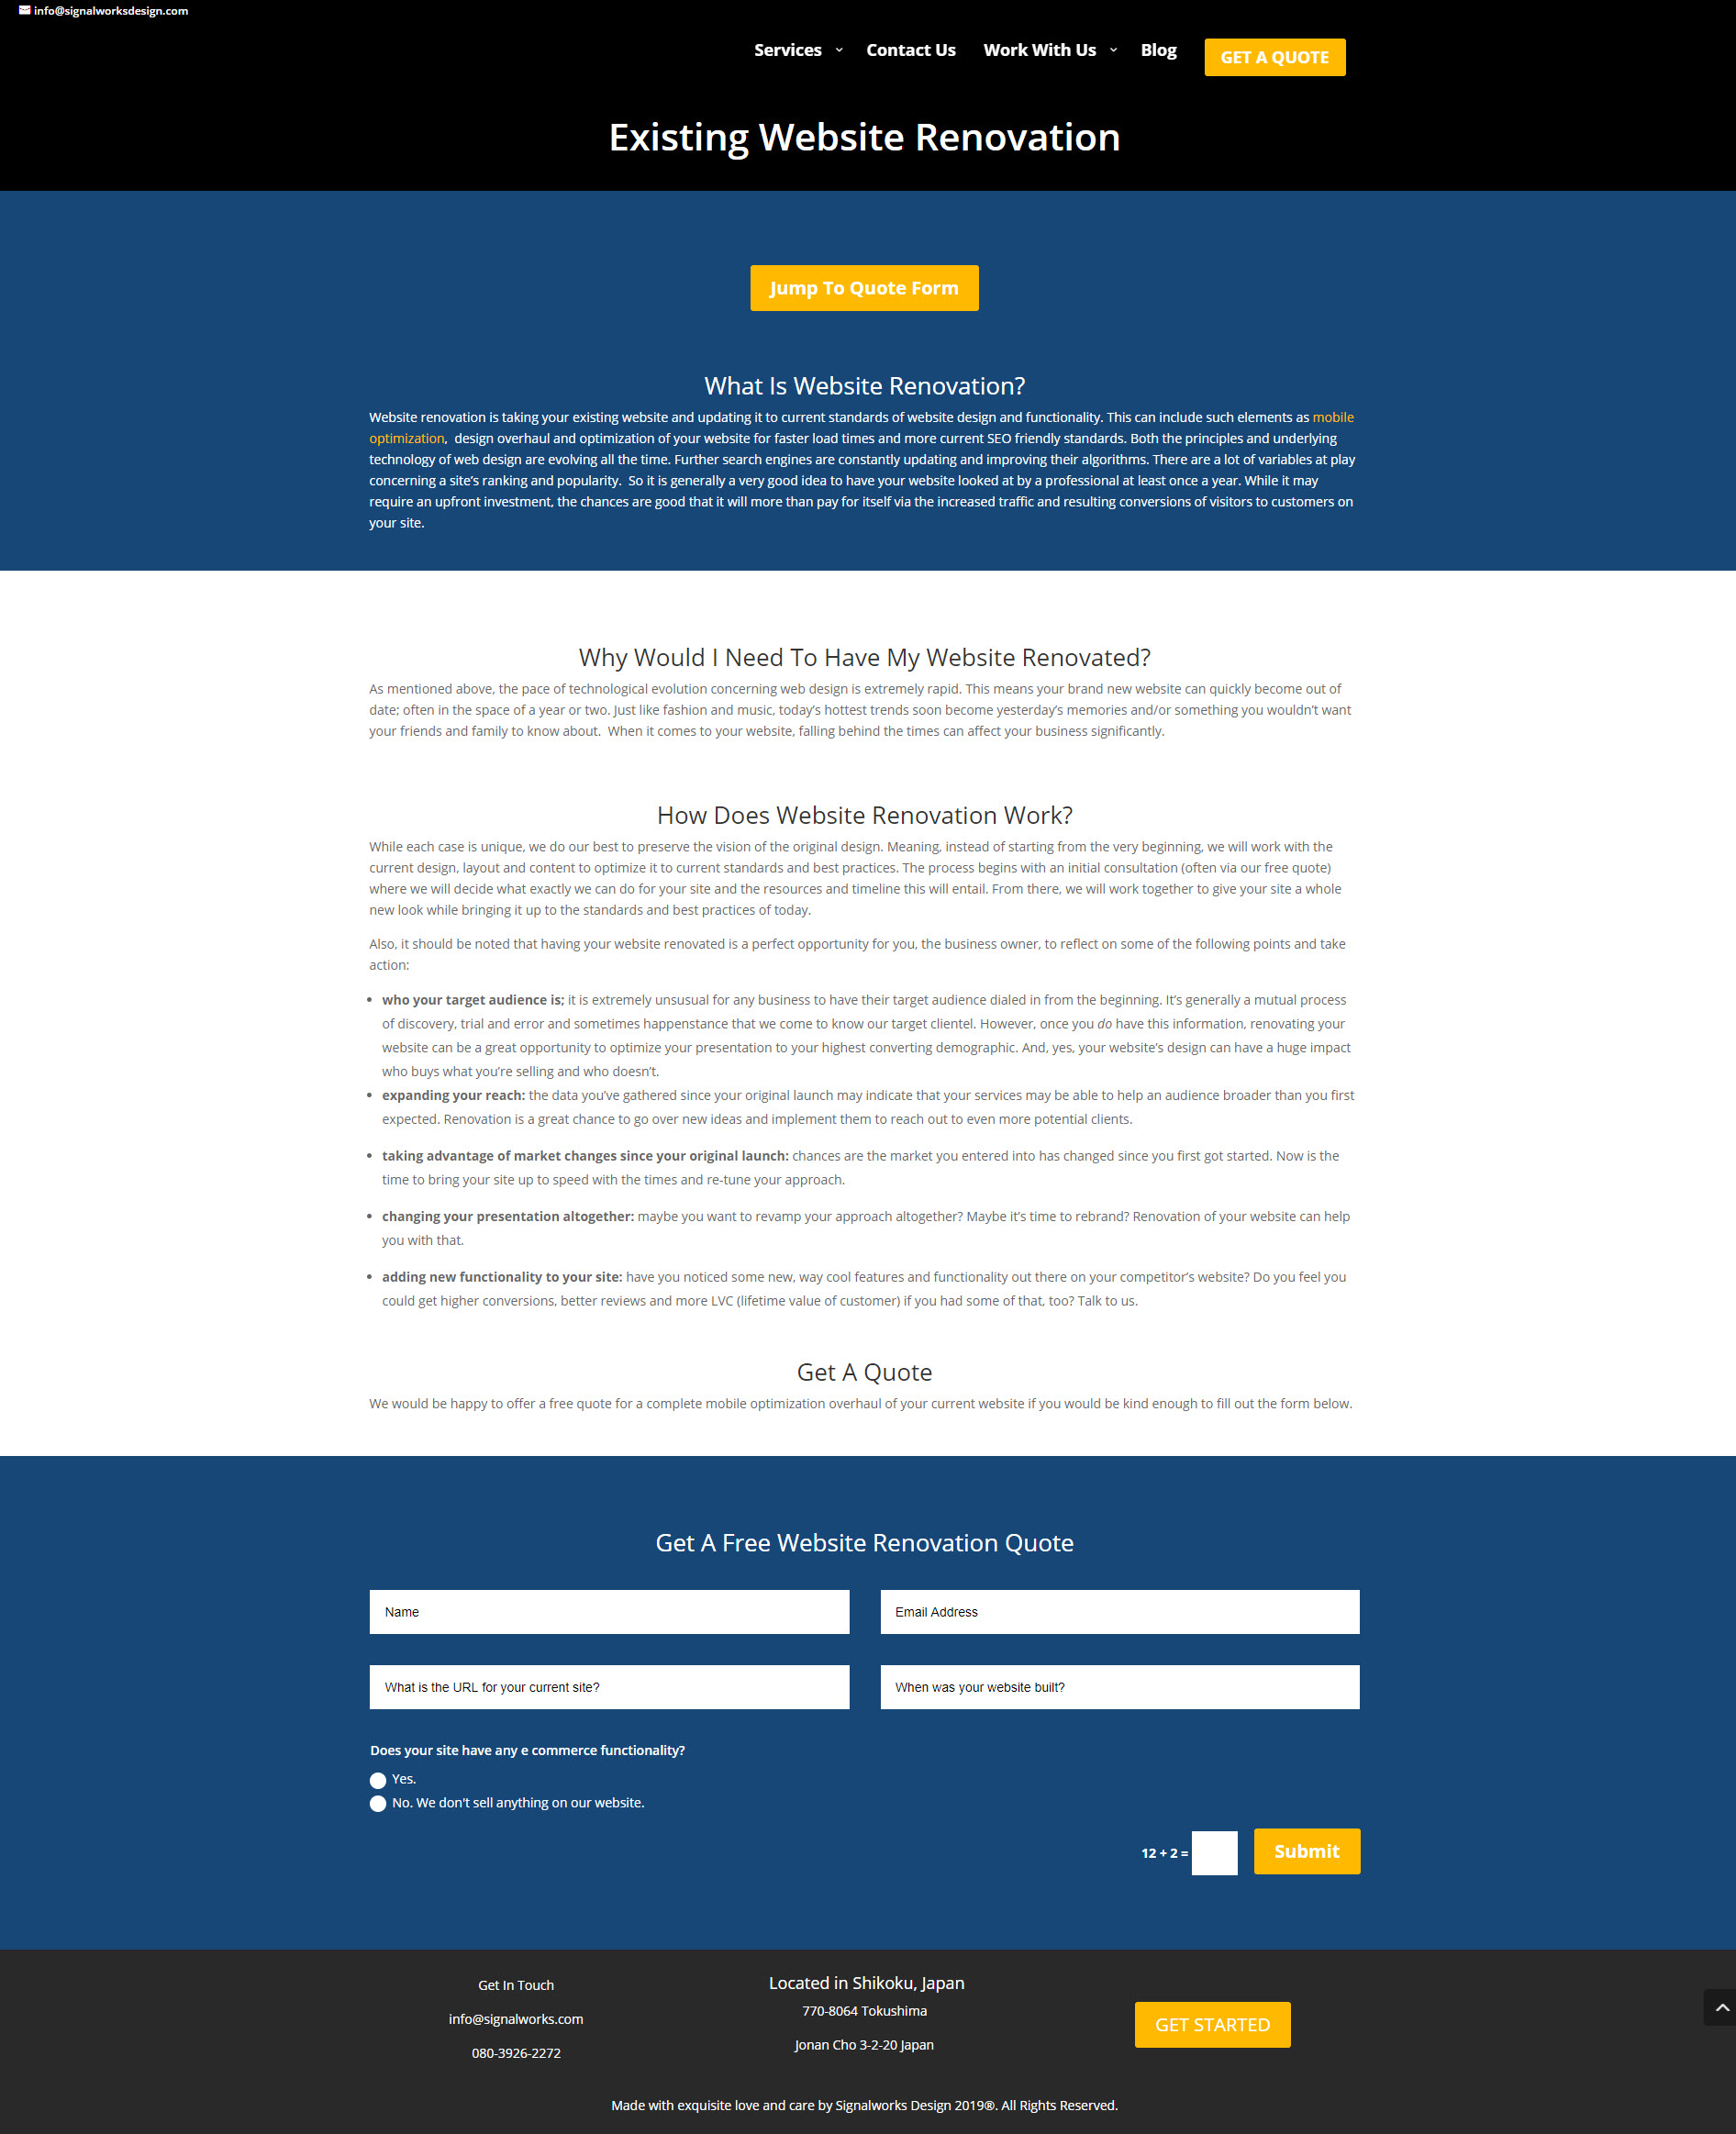 info@signalworksdesign.com
Services
Contact Us
Work With Us
Blog
GET A QUOTE
Existing Website Renovation
Jump To Quote Form
What Is Website Renovation?
Website renovation is taking your existing website and updating it to current standards of website design and functionality. This can include such elements as mobile
optimization,  design overhaul and optimization of your website for faster load times and more current SEO friendly standards. Both the principles and underlying
technology of web design are evolving all the time. Further search engines are constantly updating and improving their algorithms. There are a lot of variables at play
concerning a site’s ranking and popularity.  So it is generally a very good idea to have your website looked at by a professional at least once a year. While it may
require an upfront investment, the chances are good that it will more than pay for itself via the increased traffic and resulting conversions of visitors to customers on
your site.
Why Would I Need To Have My Website Renovated?
As mentioned above, the pace of technological evolution concerning web design is extremely rapid. This means your brand new website can quickly become out of
date; often in the space of a year or two. Just like fashion and music, today’s hottest trends soon become yesterday’s memories and/or something you wouldn’t want
your friends and family to know about.  When it comes to your website, falling behind the times can affect your business significantly.
How Does Website Renovation Work?
While each case is unique, we do our best to preserve the vision of the original design. Meaning, instead of starting from the very beginning, we will work with the
current design, layout and content to optimize it to current standards and best practices. The process begins with an initial consultation (often via our free quote)
where we will decide what exactly we can do for your site and the resources and timeline this will entail. From there, we will work together to give your site a whole
new look while bringing it up to the standards and best practices of today.
Also, it should be noted that having your website renovated is a perfect opportunity for you, the business owner, to reflect on some of the following points and take
action:
• who your target audience is; it is extremely unsusual for any business to have their target audience dialed in from the beginning. It’s generally a mutual process
of discovery, trial and error and sometimes happenstance that we come to know our target clientel. However, once you do have this information, renovating your
website can be a great opportunity to optimize your presentation to your highest converting demographic. And, yes, your website’s design can have a huge impact
who buys what you’re selling and who doesn’t.
• expanding your reach: the data you’ve gathered since your original launch may indicate that your services may be able to help an audience broader than you first
expected. Renovation is a great chance to go over new ideas and implement them to reach out to even more potential clients.
• taking advantage of market changes since your original launch: chances are the market you entered into has changed since you first got started. Now is the
time to bring your site up to speed with the times and re-tune your approach.
• changing your presentation altogether: maybe you want to revamp your approach altogether? Maybe it’s time to rebrand? Renovation of your website can help
you with that.
• adding new functionality to your site: have you noticed some new, way cool features and functionality out there on your competitor’s website? Do you feel you
could get higher conversions, better reviews and more LVC (lifetime value of customer) if you had some of that, too? Talk to us.
Get A Quote
We would be happy to offer a free quote for a complete mobile optimization overhaul of your current website if you would be kind enough to fill out the form below.
Get A Free Website Renovation Quote
Name
Email Address
What is the URL for your current site?
When was your website built?
Does your site have any e commerce functionality?
Yes.
No. We don't sell anything on our website.
12 + 2 =
Submit
Get In Touch
info@signalworks.com
080-3926-2272
Located in Shikoku, Japan
770-8064 Tokushima
Jonan Cho 3-2-20 Japan
GET STARTED
Made with exquisite love and care by Signalworks Design 2019®. All Rights Reserved.